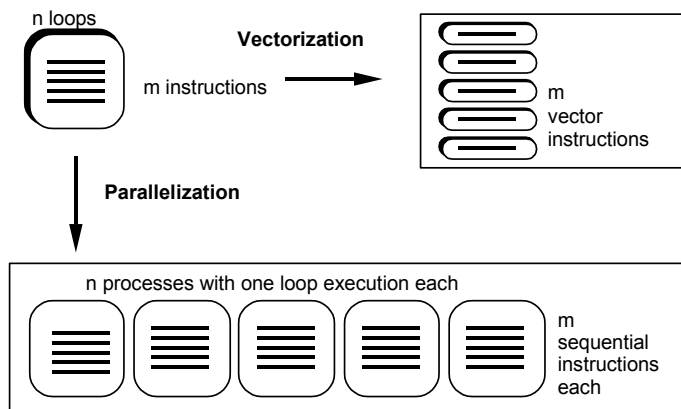 n loops
Vectorization
m instructions
m
vector
instructions
Parallelization
n processes with one loop execution each
m
sequential
instructions
each